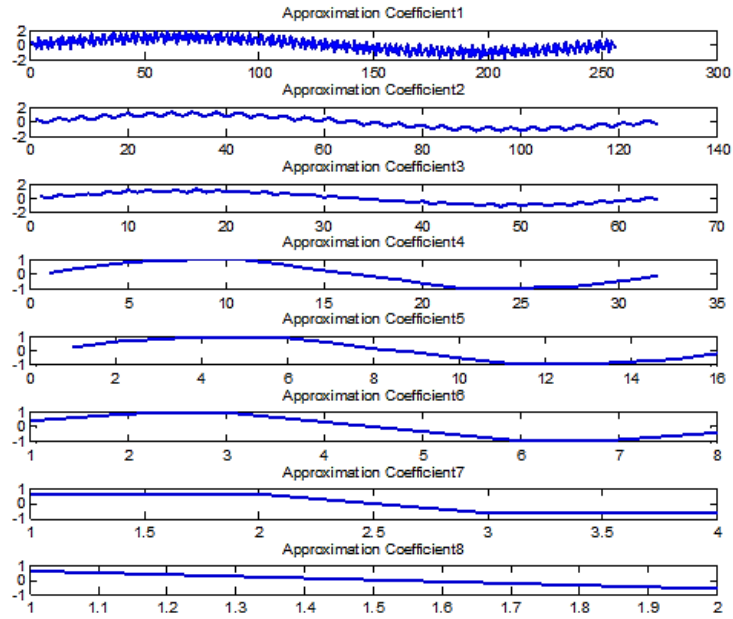 Approximation Coefficient1
2
0
-2
0 50 100 150 200 250 300
Approximation Coefficient2
2
0
-2
0 20 40 60 80 100 120 140
Approximation Coefficient3
2
0
-2
0 10 20 30 40 50 60 70
Approximation Coefficient4
1
0
-1
0 5 10 15 20 25 30 35
Approximation Coefficient5
1
0
-1
0 2 4 6 8 10 12 14 16
Approximation Coefficient6
1
0
-1
1 2 3 4 5 6 7 8
Approximation Coefficient7
1
0
-1
1 1.5 2 2.5 3 3.5 4
Approximation Coefficient8
1
0
-1
1 1.1 1.2 1.3 1.4 1.5 1.6 1.7 1.8 1.9 2